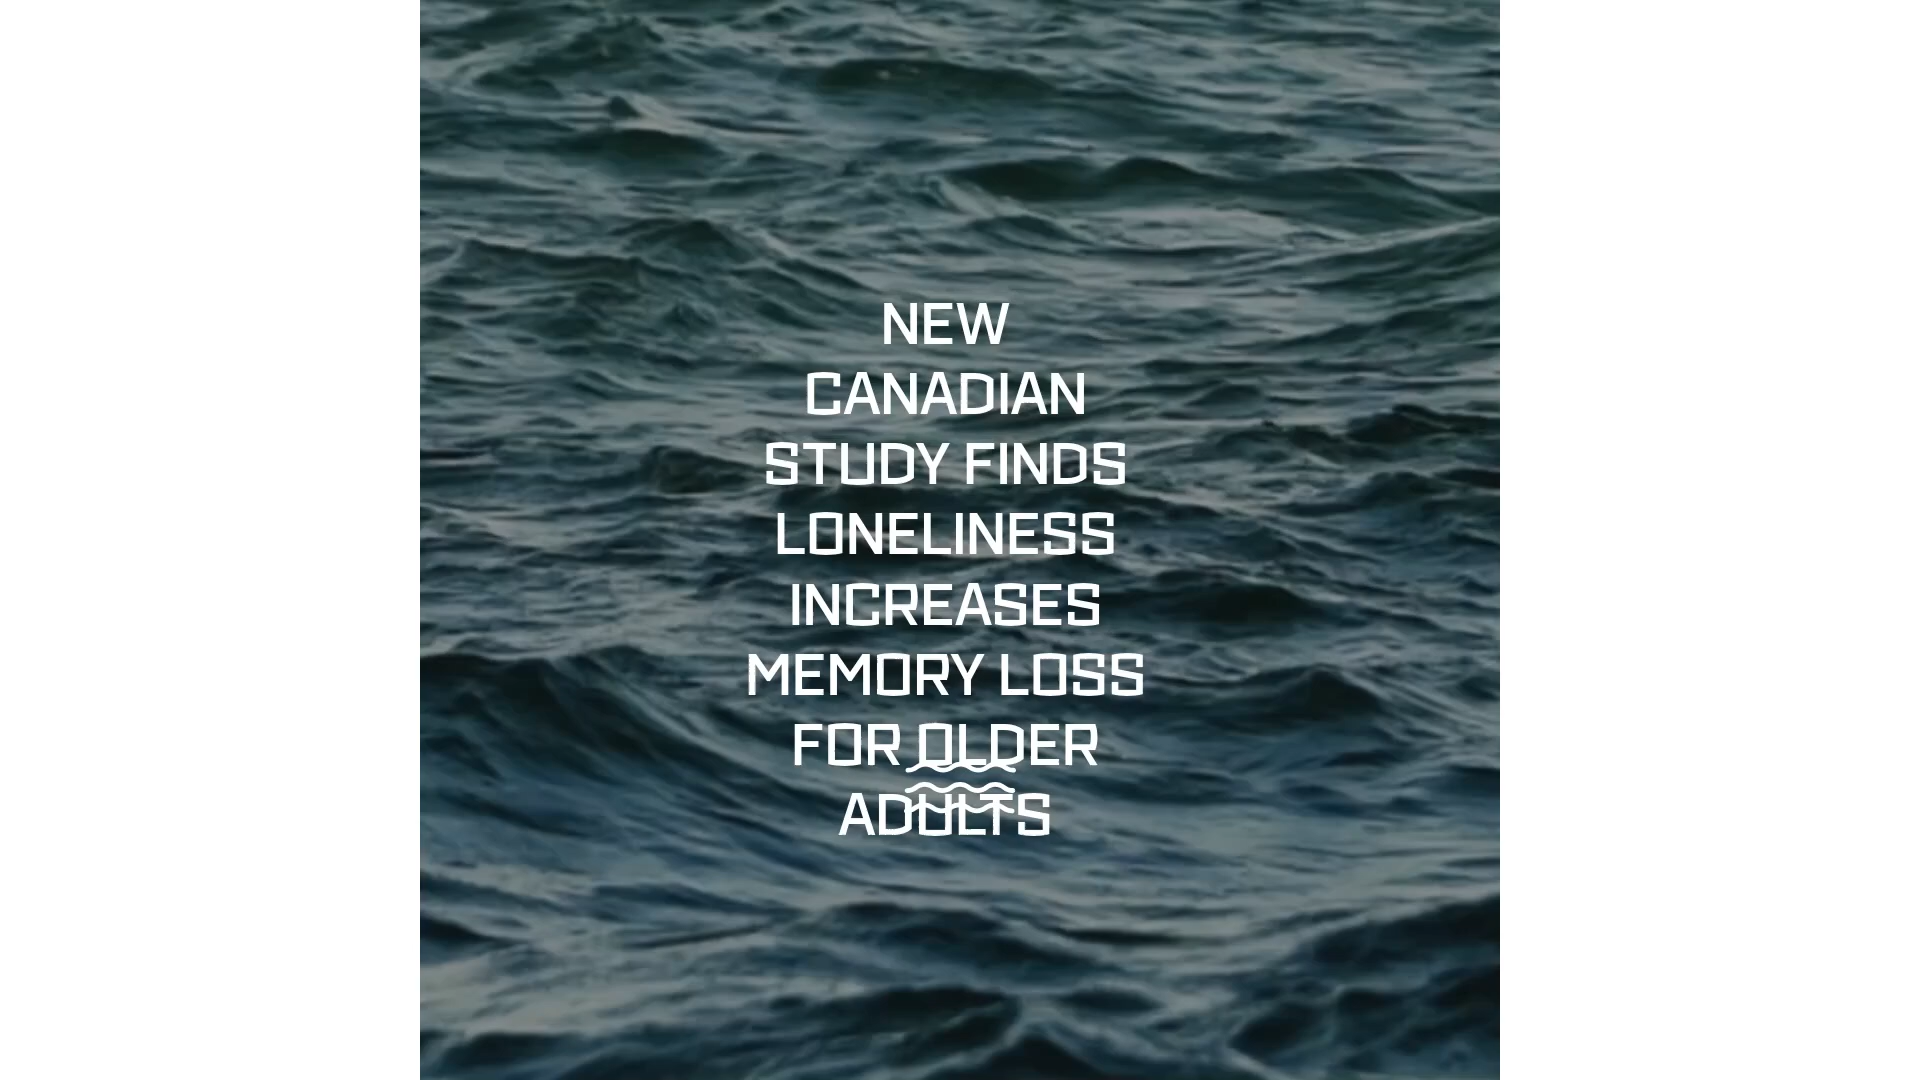 NEW
CANADIAN
STUDY FINDS
LONELINESS
INCREASES
MEMORY LOSS
FOR OLDER
ADULTS